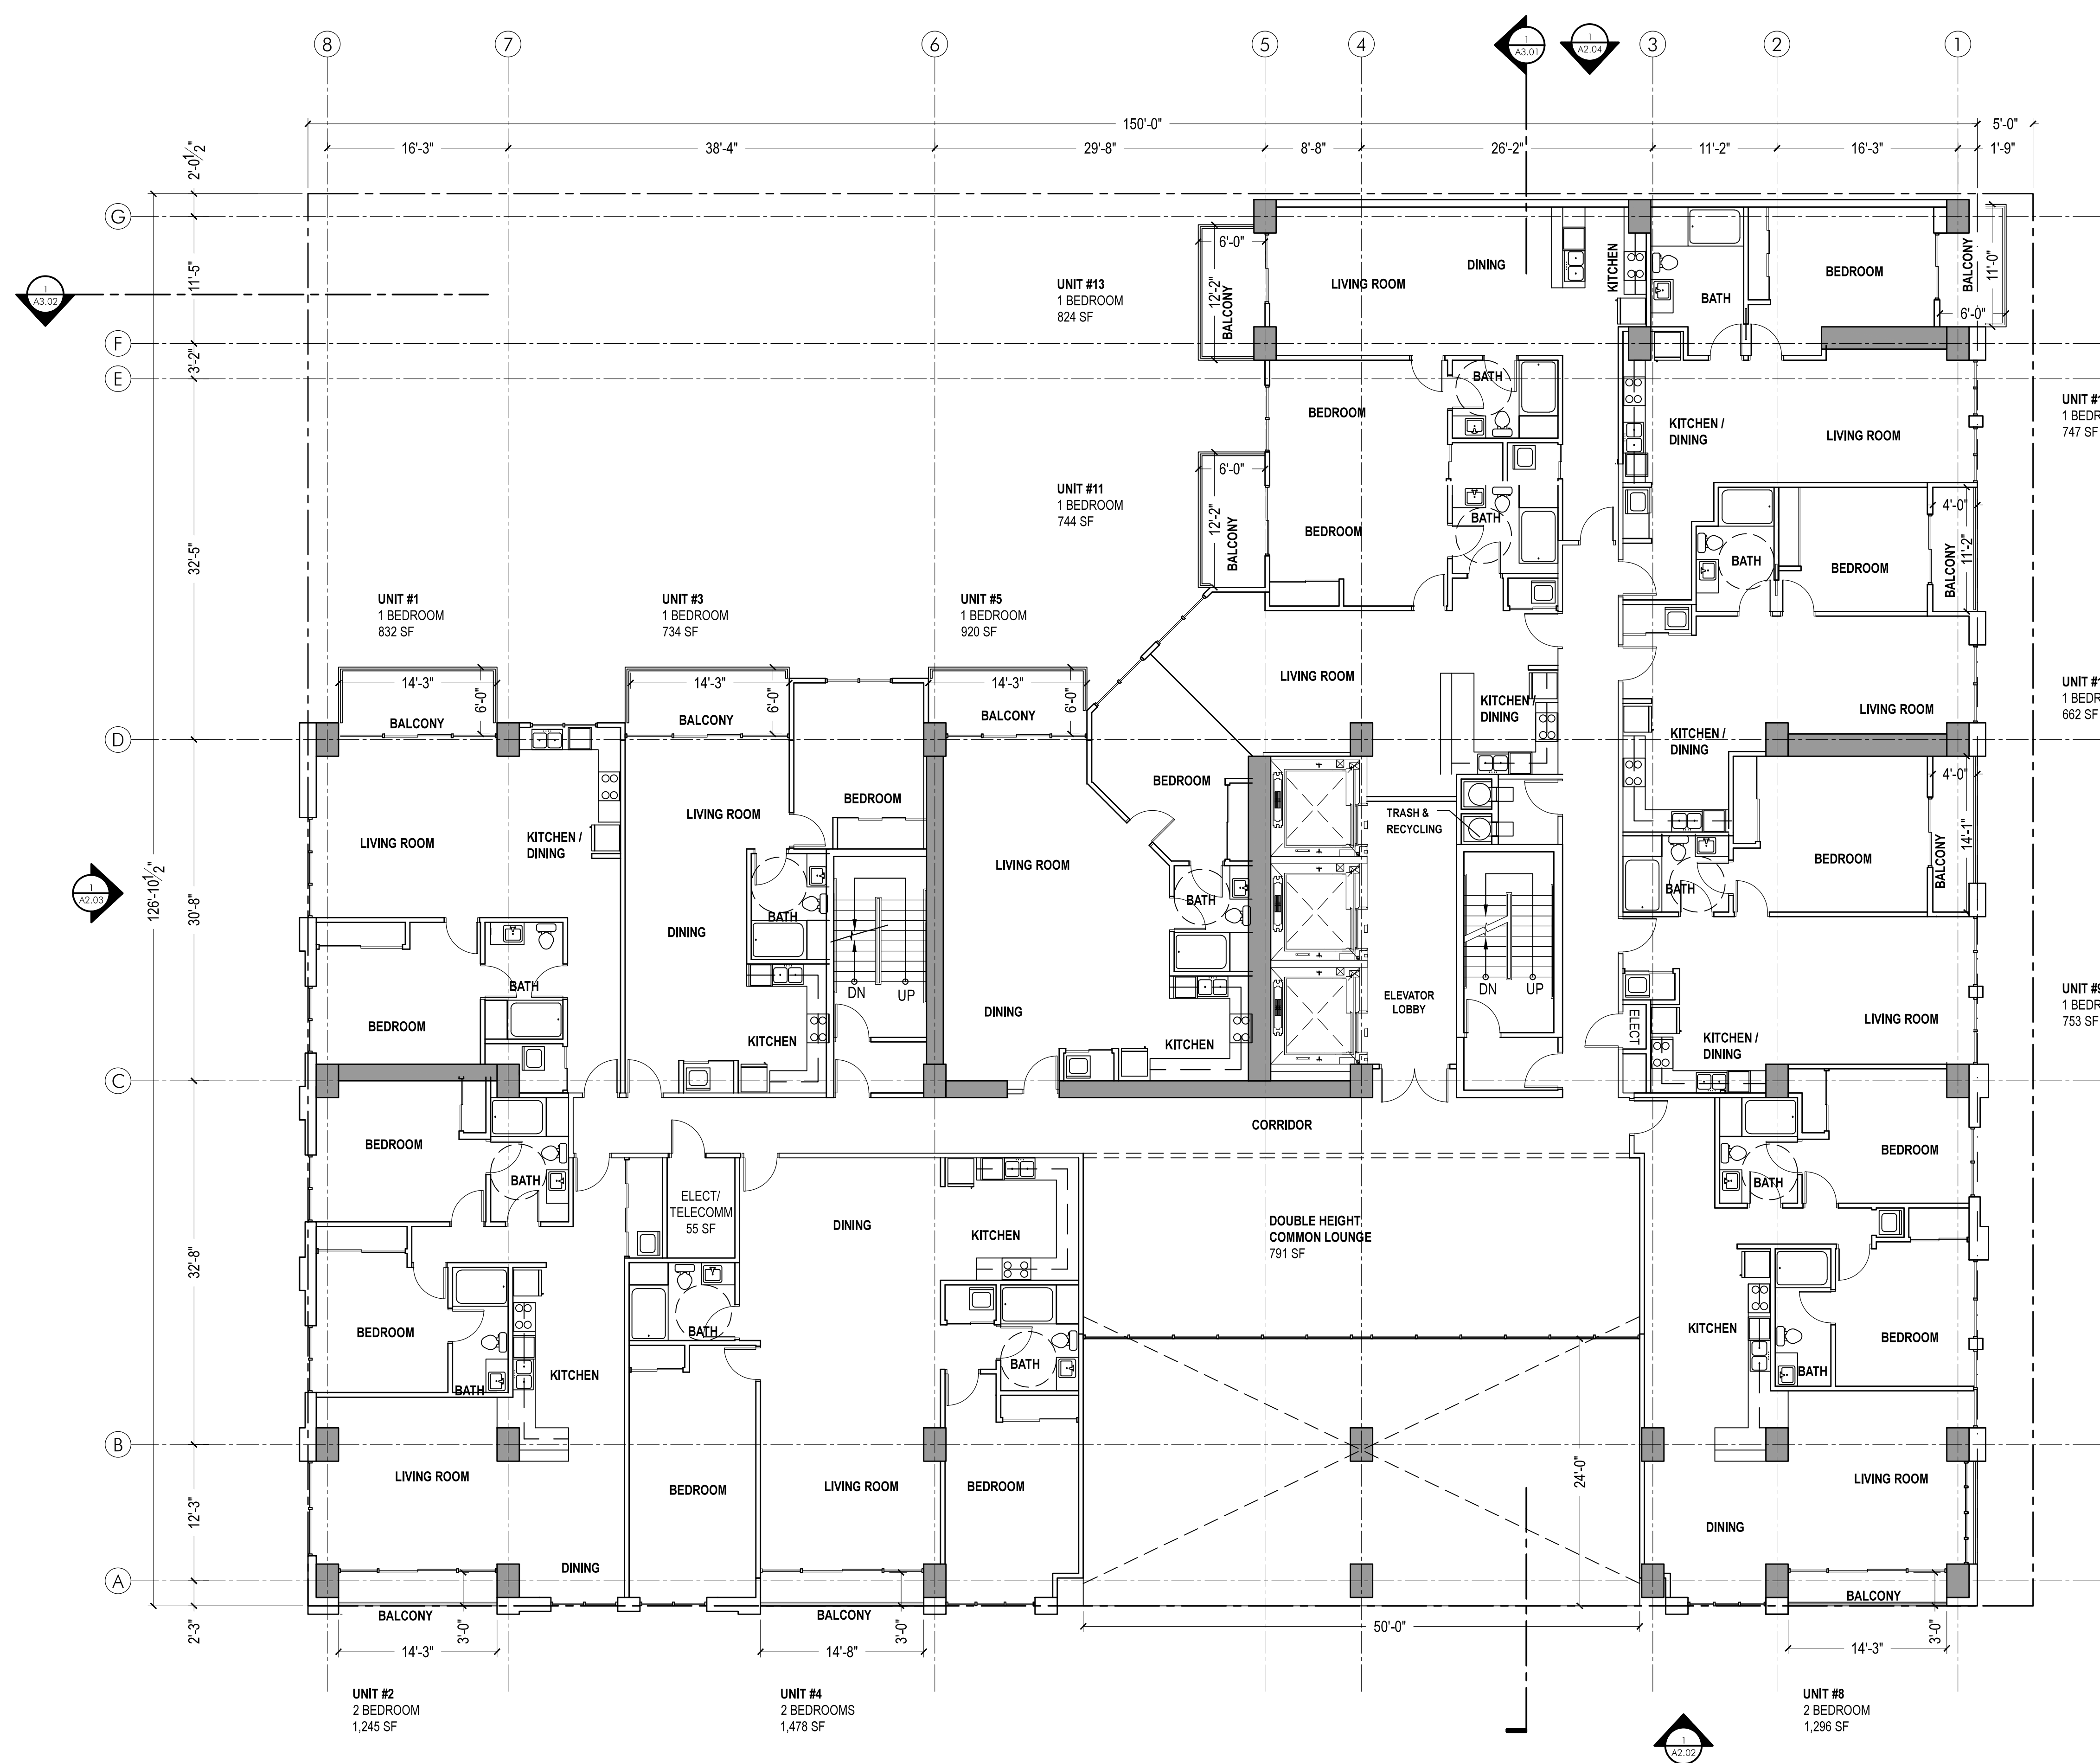 8
7
6
5
4
1
A3.01
1
A2.04
3
2
1
150'-0"
5'-0"
16'-3"
38'-4"
29'-8"
8'-8"
26'-2"
11'-2"
16'-3"
1'-9"
2'-0½"
G
11'-5"
1
A3.02
F
3'-2"
E
32'-5"
D
126'-10½"
30'-8"
1
A2.03
C
32'-8"
B
12'-3"
A
2'-3"
UNIT #13
1 BEDROOM
824 SF
6'-0"
12'-2"
BALCONY
LIVING ROOM
DINING
KITCHEN
BATH
BEDROOM
BALCONY
11'-0"
6'-0"
BATH
BEDROOM
KITCHEN /
DINING
LIVING ROOM
UNIT #1
1 BEDR
747 SF
UNIT #11
1 BEDROOM
744 SF
6'-0"
12'-2"
BALCONY
BEDROOM
BATH
BATH
BEDROOM
4'-0"
11'-2"
BALCONY
UNIT #1
1 BEDROOM
832 SF
UNIT #3
1 BEDROOM
734 SF
UNIT #5
1 BEDROOM
920 SF
14'-3"
6'-0"
BALCONY
14'-3"
6'-0"
BALCONY
14'-3"
6'-0"
BALCONY
LIVING ROOM
KITCHEN /
DINING
LIVING ROOM
KITCHEN /
DINING
UNIT #1
1 BEDR
662 SF
LIVING ROOM
KITCHEN /
DINING
LIVING ROOM
BEDROOM
BEDROOM
TRASH &
RECYCLING
4'-0"
14'-1"
BALCONY
BEDROOM
BATH
LIVING ROOM
BATH
DINING
BATH
DN
UP
DINING
KITCHEN
BATH
BEDROOM
KITCHEN
ELEVATOR
LOBBY
DN
UP
ELECT
KITCHEN /
DINING
LIVING ROOM
UNIT #9
1 BEDR
753 SF
CORRIDOR
BEDROOM
BATH
ELECT/
TELECOMM
55 SF
DINING
KITCHEN
DOUBLE HEIGHT
COMMON LOUNGE
791 SF
BEDROOM
BATH
BEDROOM
BATH
KITCHEN
BATH
BATH
KITCHEN
BEDROOM
BATH
LIVING ROOM
BEDROOM
LIVING ROOM
BEDROOM
24'-0"
LIVING ROOM
DINING
DINING
BALCONY
3'-0"
14'-3"
BALCONY
3'-0"
14'-8"
50'-0"
BALCONY
3'-0"
14'-3"
UNIT #2
2 BEDROOM
1,245 SF
UNIT #4
2 BEDROOMS
1,478 SF
UNIT #8
2 BEDROOM
1,296 SF
1
A2.02